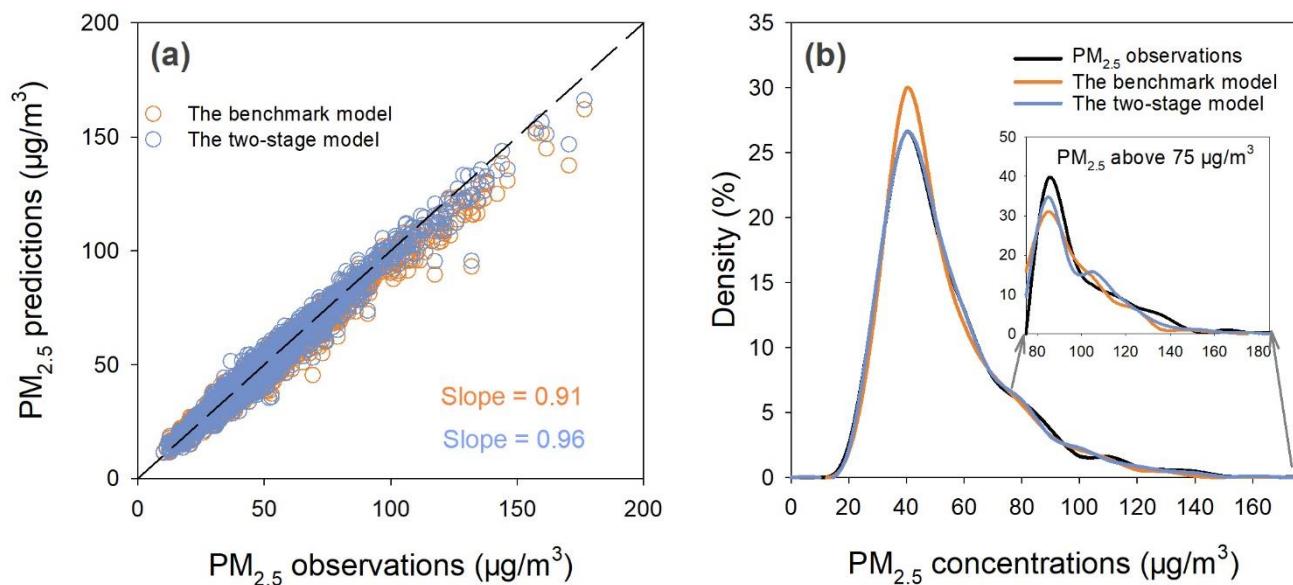 (a)
The benchmark model
The two-stage model
Slope = 0.91
Slope = 0.96
PM2.5 predictions (µg/m³)
200
150
100
50
0
0 50 100 150 200
PM2.5 observations (µg/m³)
(b)
PM2.5 observations
The benchmark model
The two-stage model
PM2.5 above 75 µg/m³
50
40
30
20
10
0
80 100 120 140 160 180
Density (%)
35
30
25
20
15
10
5
0
0 20 40 60 80 100 120 140 160
PM2.5 concentrations (µg/m³)